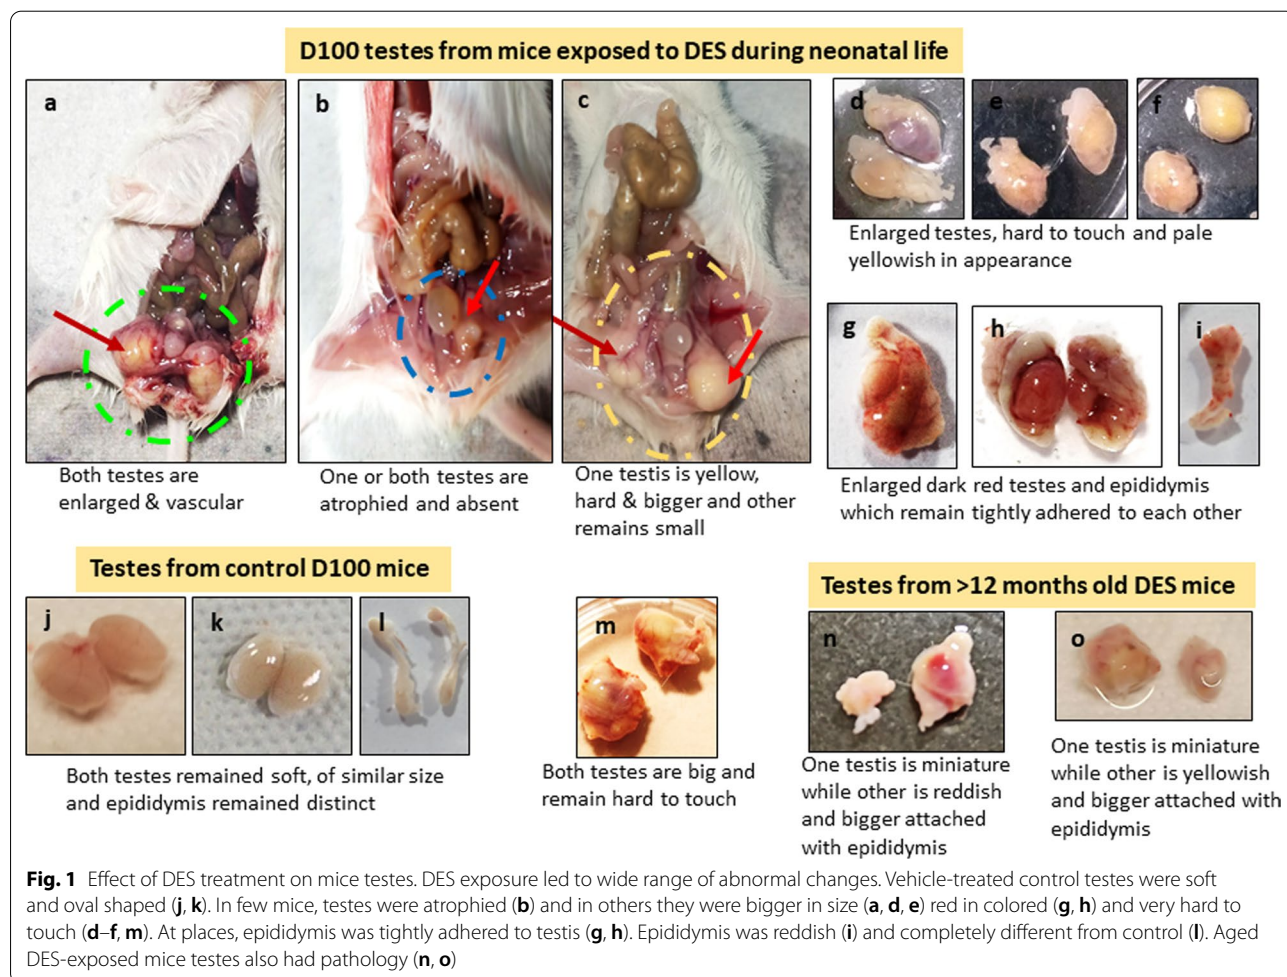 D100 testes from mice exposed to DES during neonatal life
a
b
c
d
e
f
Enlarged testes, hard to touch and pale
yellowish in appearance
g
h
i
Both testes are
enlarged & vascular
One or both testes are
atrophied and absent
One testis is yellow,
hard & bigger and other
remains small
Enlarged dark red testes and epididymis
which remain tightly adhered to each other
Testes from control D100 mice
j
k
l
Both testes remained soft, of similar size
and epididymis remained distinct
m
Both testes are big and
remain hard to touch
Testes from >12 months old DES mice
n
o
One testis is miniature
while other is reddish
and bigger attached
with epididymis
One testis is miniature
while other is yellowish
and bigger attached with
epididymis
Fig. 1 Effect of DES treatment on mice testes. DES exposure led to wide range of abnormal changes. Vehicle-treated control testes were soft
and oval shaped (j, k). In few mice, testes were atrophied (b) and in others they were bigger in size (a, d, e) red in colored (g, h) and very hard to
touch (d–f, m). At places, epididymis was tightly adhered to testis (g, h). Epididymis was reddish (i) and completely different from control (l). Aged
DES-exposed mice testes also had pathology (n, o)